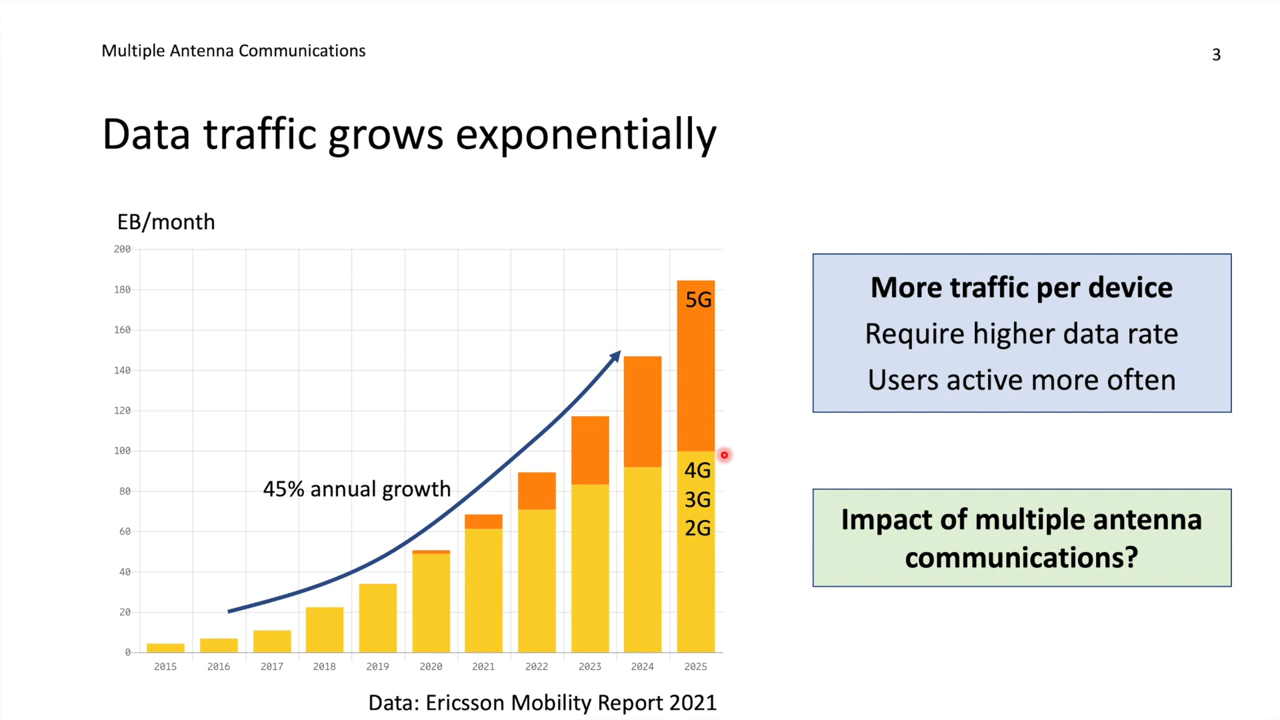 Multiple Antenna Communications
3
Data traffic grows exponentially
EB/month
200
180
160
140
120
100
80
60
40
20
0
45% annual growth
5G
4G
3G
2G
2015 2016 2017 2018 2019 2020 2021 2022 2023 2024 2025
Data: Ericsson Mobility Report 2021
More traffic per device
Require higher data rate
Users active more often
Impact of multiple antenna
communications?